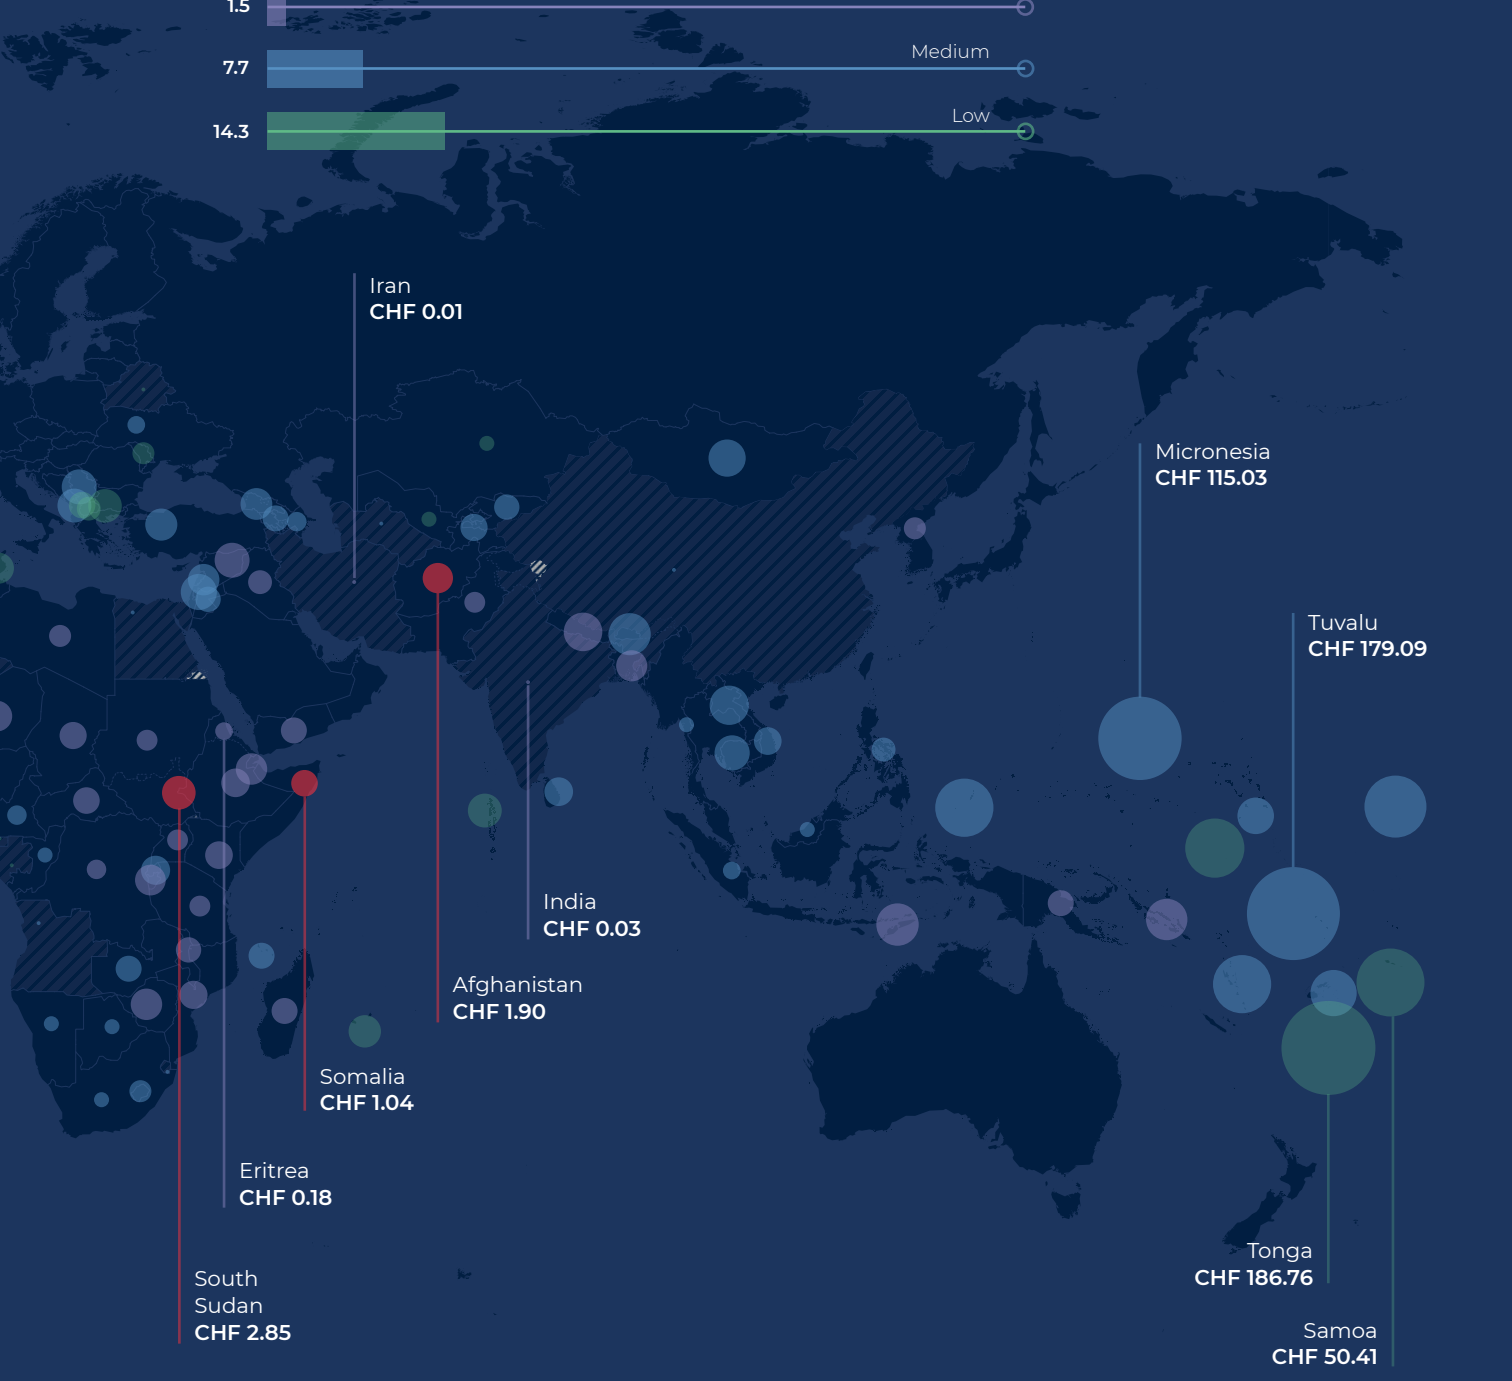 1.5
Medium
7.7
Low
14.3
Iran
CHF 0.01
Micronesia
CHF 115.03
Tuvalu
CHF 179.09
India
CHF 0.03
Afghanistan
CHF 1.90
Somalia
CHF 1.04
Eritrea
CHF 0.18
Tonga
CHF 186.76
South
Sudan
CHF 2.85
Samoa
CHF 50.41